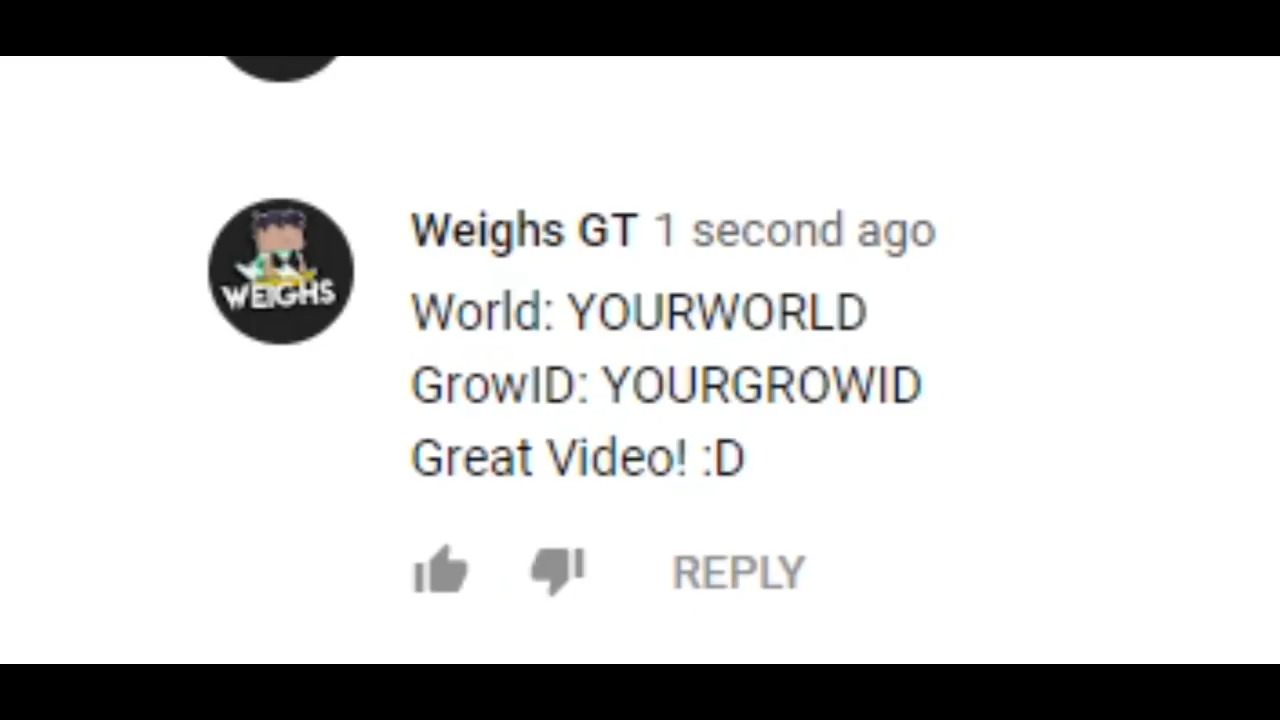 WEIGHS
Weighs GT 1 second ago
World: YOURWORLD
GrowID: YOURGROWID
Great Video! :D
REPLY